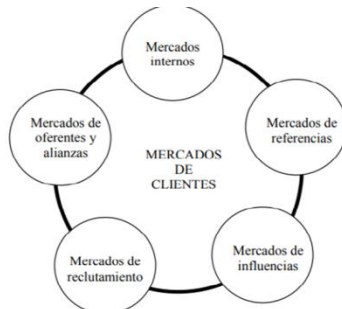 Mercados
internos
Mercados de
oferentes y
alianzas
Mercados
de
referencias
MERCADOS
DE
CLIENTES
Mercados de
reclutamiento
Mercados de
influencias